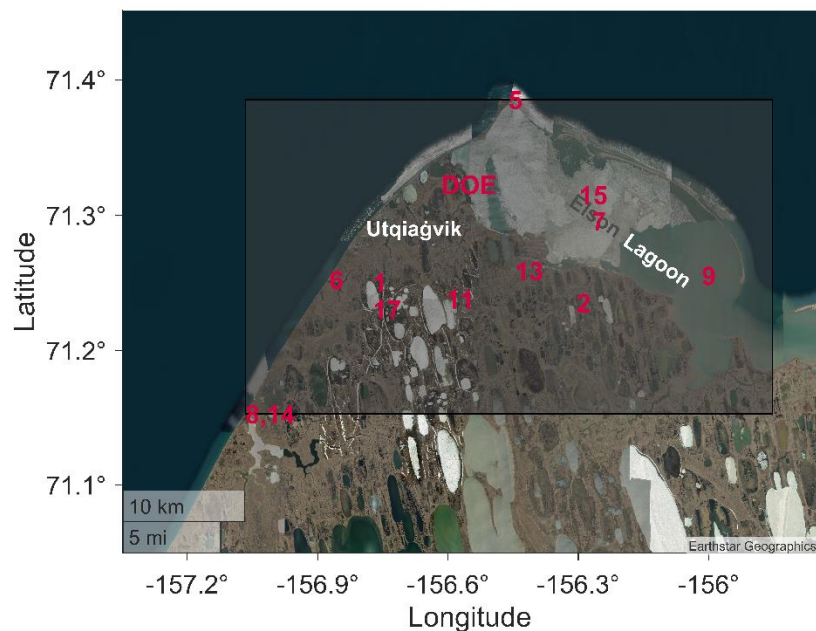 71.4°
5
DOE
15
Elson
7
71.3°
Utqiaġvik
Lagoon
Latitude
6
1
13
9
17
11
2
71.2°
8,14
71.1°
10 km
5 mi
Earthstar Geographics
-157.2°
-156.9°
-156.6°
-156.3°
-156°
Longitude